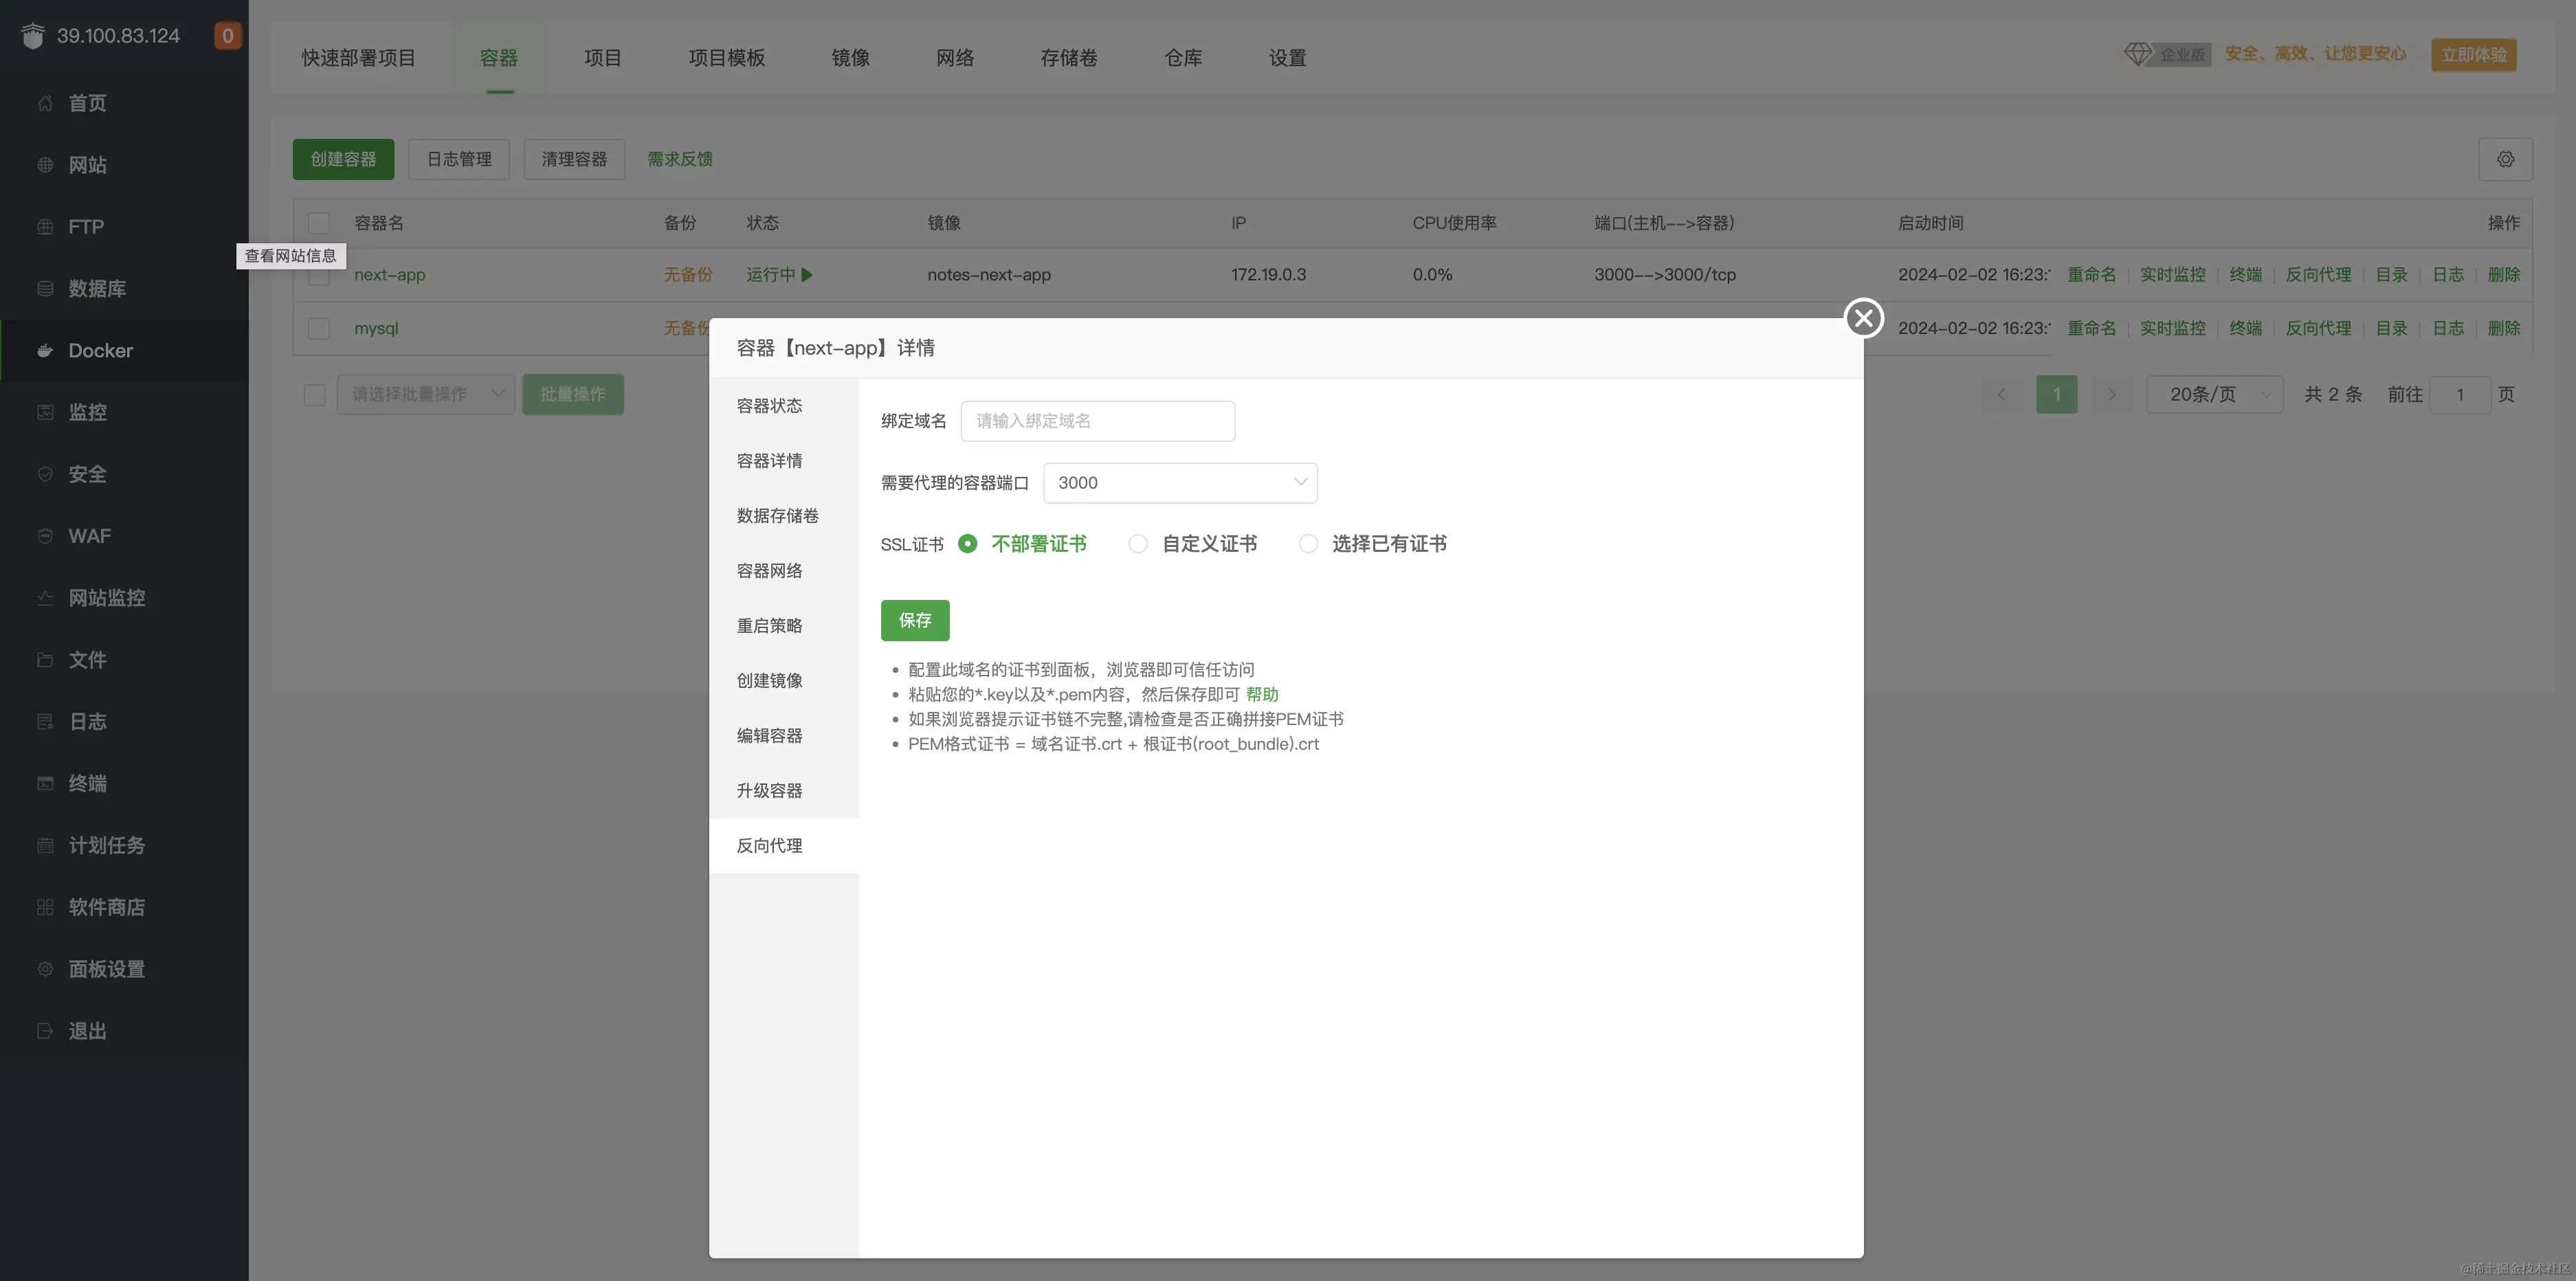 39.100.83.124 0
首页
网站
FTP
数据库
Docker
监控
安全
WAF
网站监控
文件
日志
终端
计划任务
软件商店
面板设置
退出
查看网站信息
快速部署项目 容器 项目 项目模板 镜像 网络 存储卷 仓库 设置
企业版 安全、高效、让您更安心 立即体验
创建容器 日志管理 清理容器 需求反馈
容器名 备份 状态 镜像 IP CPU使用率 端口(主机-->容器) 启动时间 操作
next-app 无备份 运行中 notes-next-app 172.19.0.3 0.0% 3000-->3000/tcp 2024-02-02 16:23: 重命名 实时监控 终端 反向代理 目录 日志 删除
mysql 无备份 2024-02-02 16:23: 重命名 实时监控 终端 反向代理 目录 日志 删除
请选择批量操作 批量操作
1 20条/页 共 2 条 前往 1 页
容器【next-app】详情
容器状态
容器详情
数据存储卷
容器网络
重启策略
创建镜像
编辑容器
升级容器
反向代理
绑定域名 请输入绑定域名
需要代理的容器端口 3000
SSL证书 不部署证书 自定义证书 选择已有证书
保存
配置此域名的证书到面板，浏览器即可信任访问
粘贴您的*.key以及*.pem内容，然后保存即可 帮助
如果浏览器提示证书链不完整,请检查是否正确拼接PEM证书
PEM格式证书 = 域名证书.crt + 根证书(root_bundle).crt
@稀土掘金技术社区